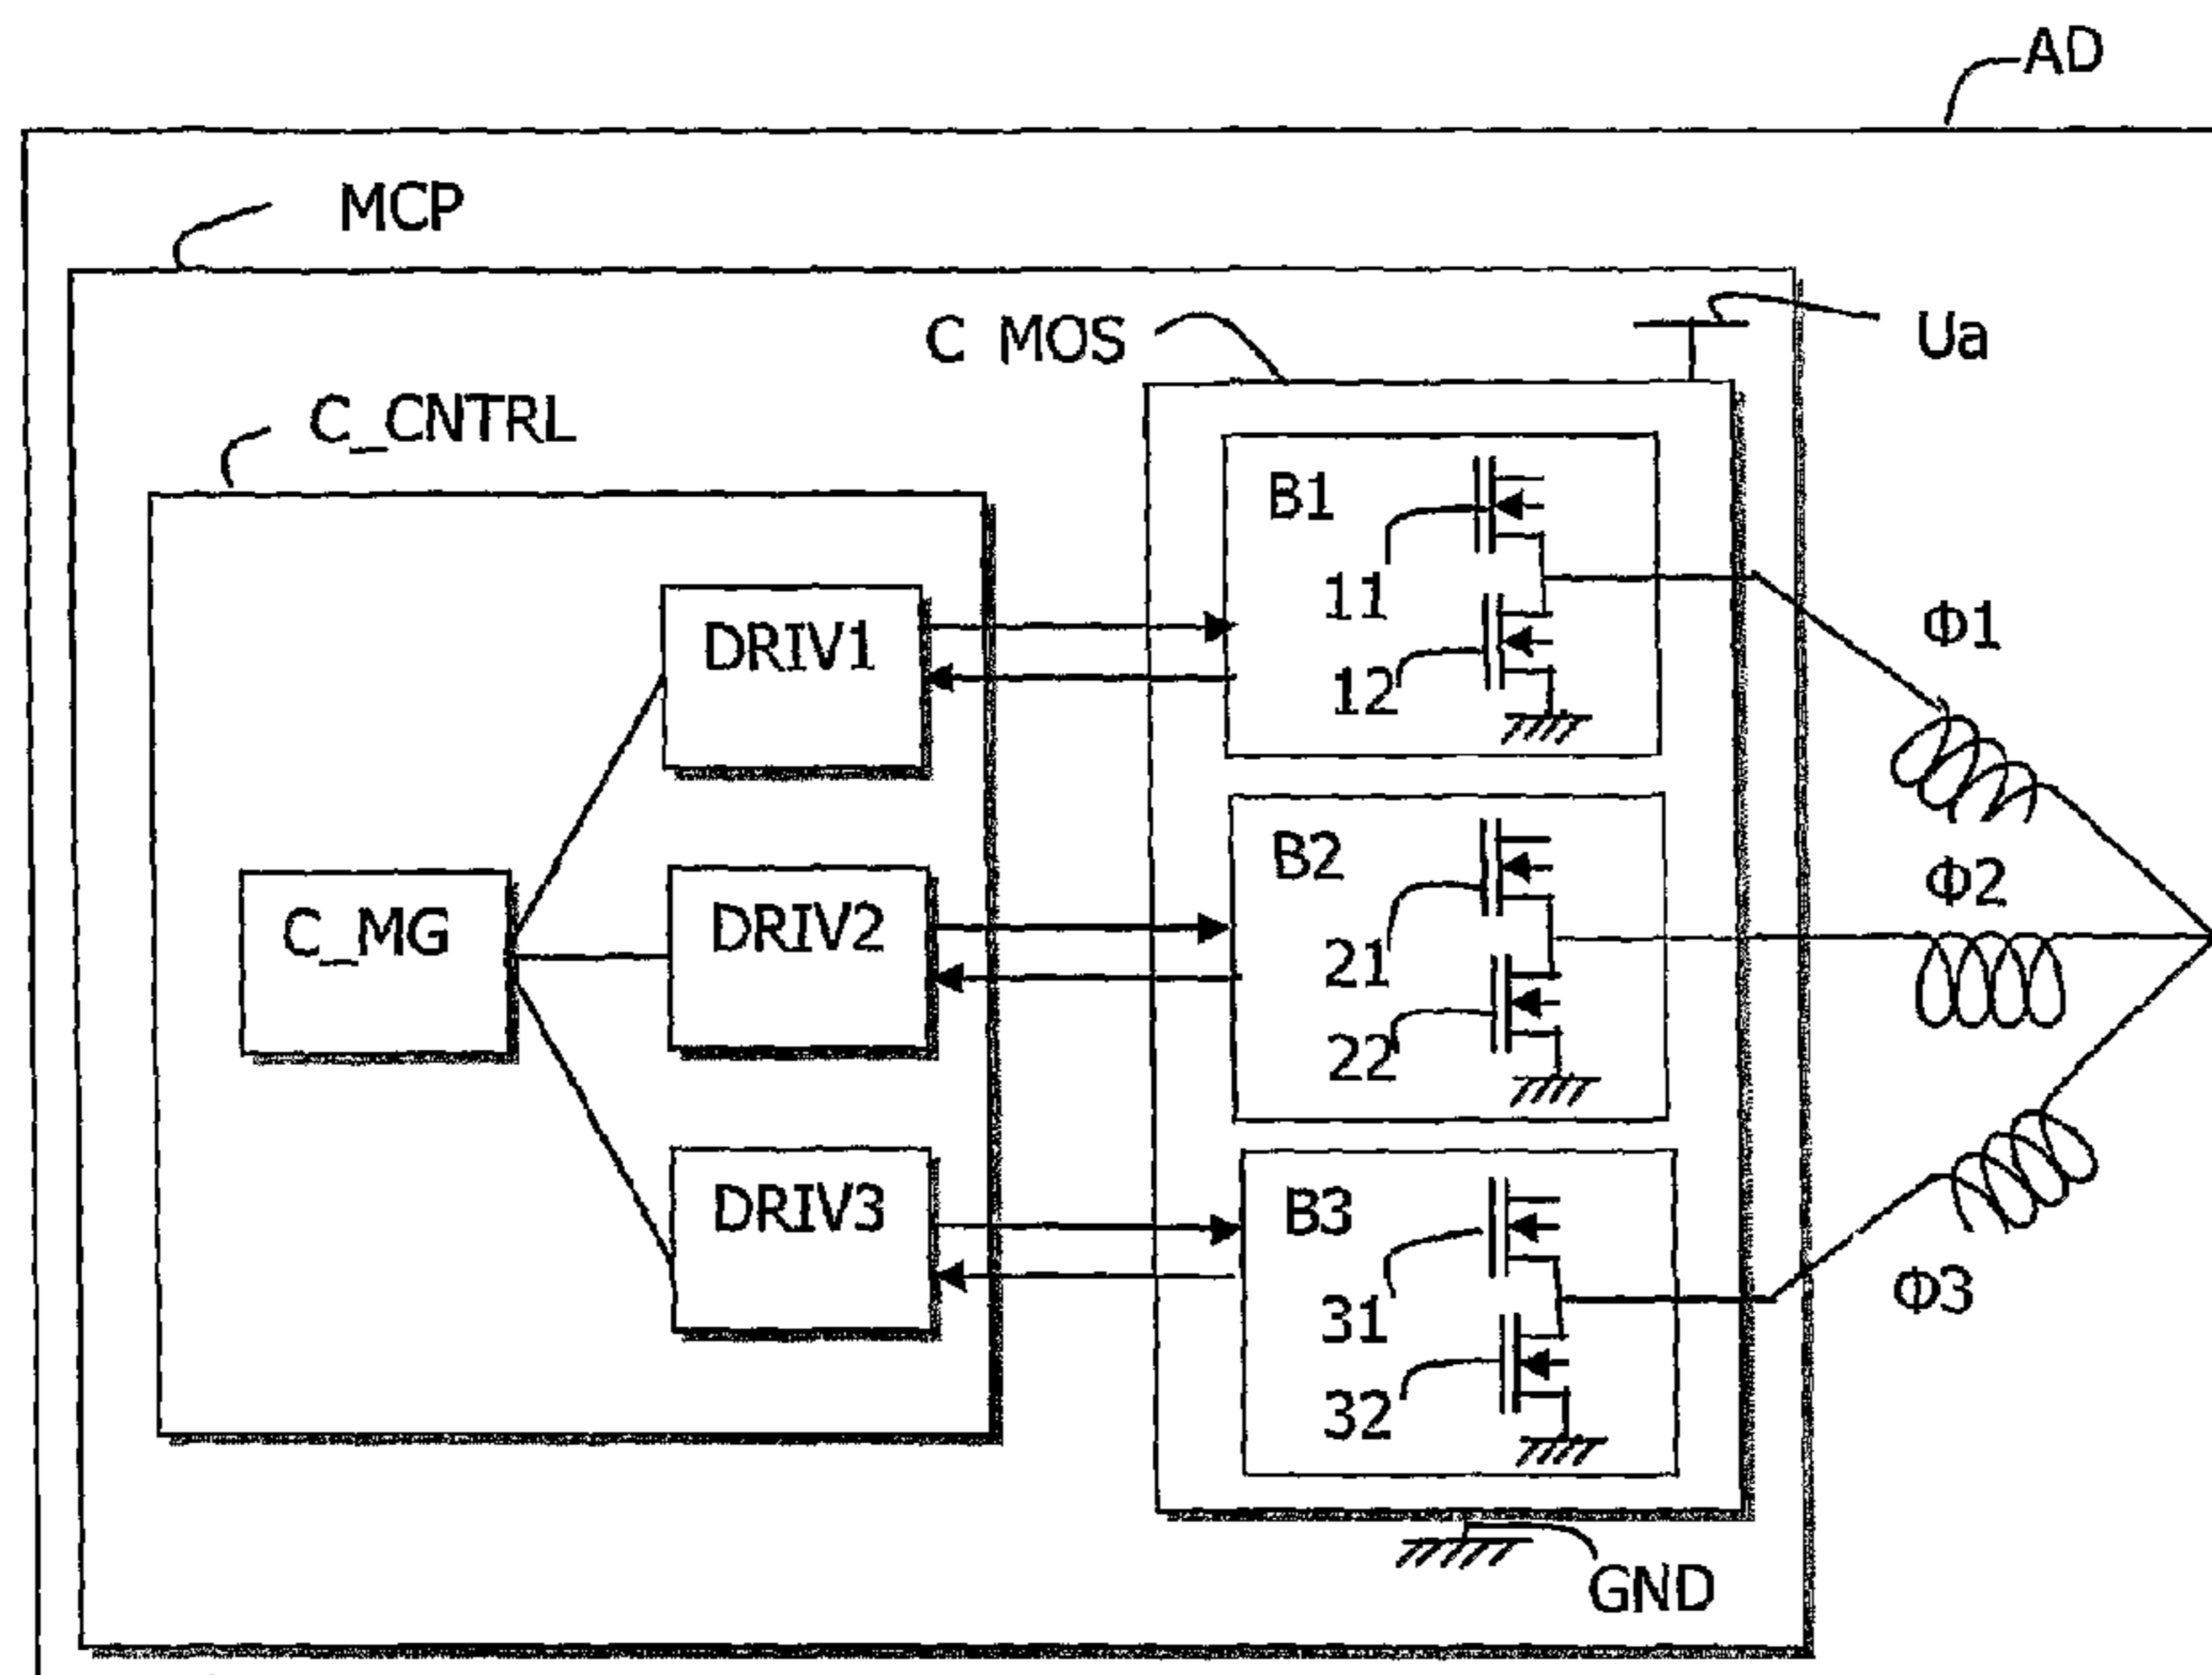 AD
MCP
C MOS
Ua
C_CNTRL
B1
11
12
DRIV1
Φ1
B2
21
22
C_MG
DRIV2
Φ2
DRIV3
B3
31
32
Φ3
GND